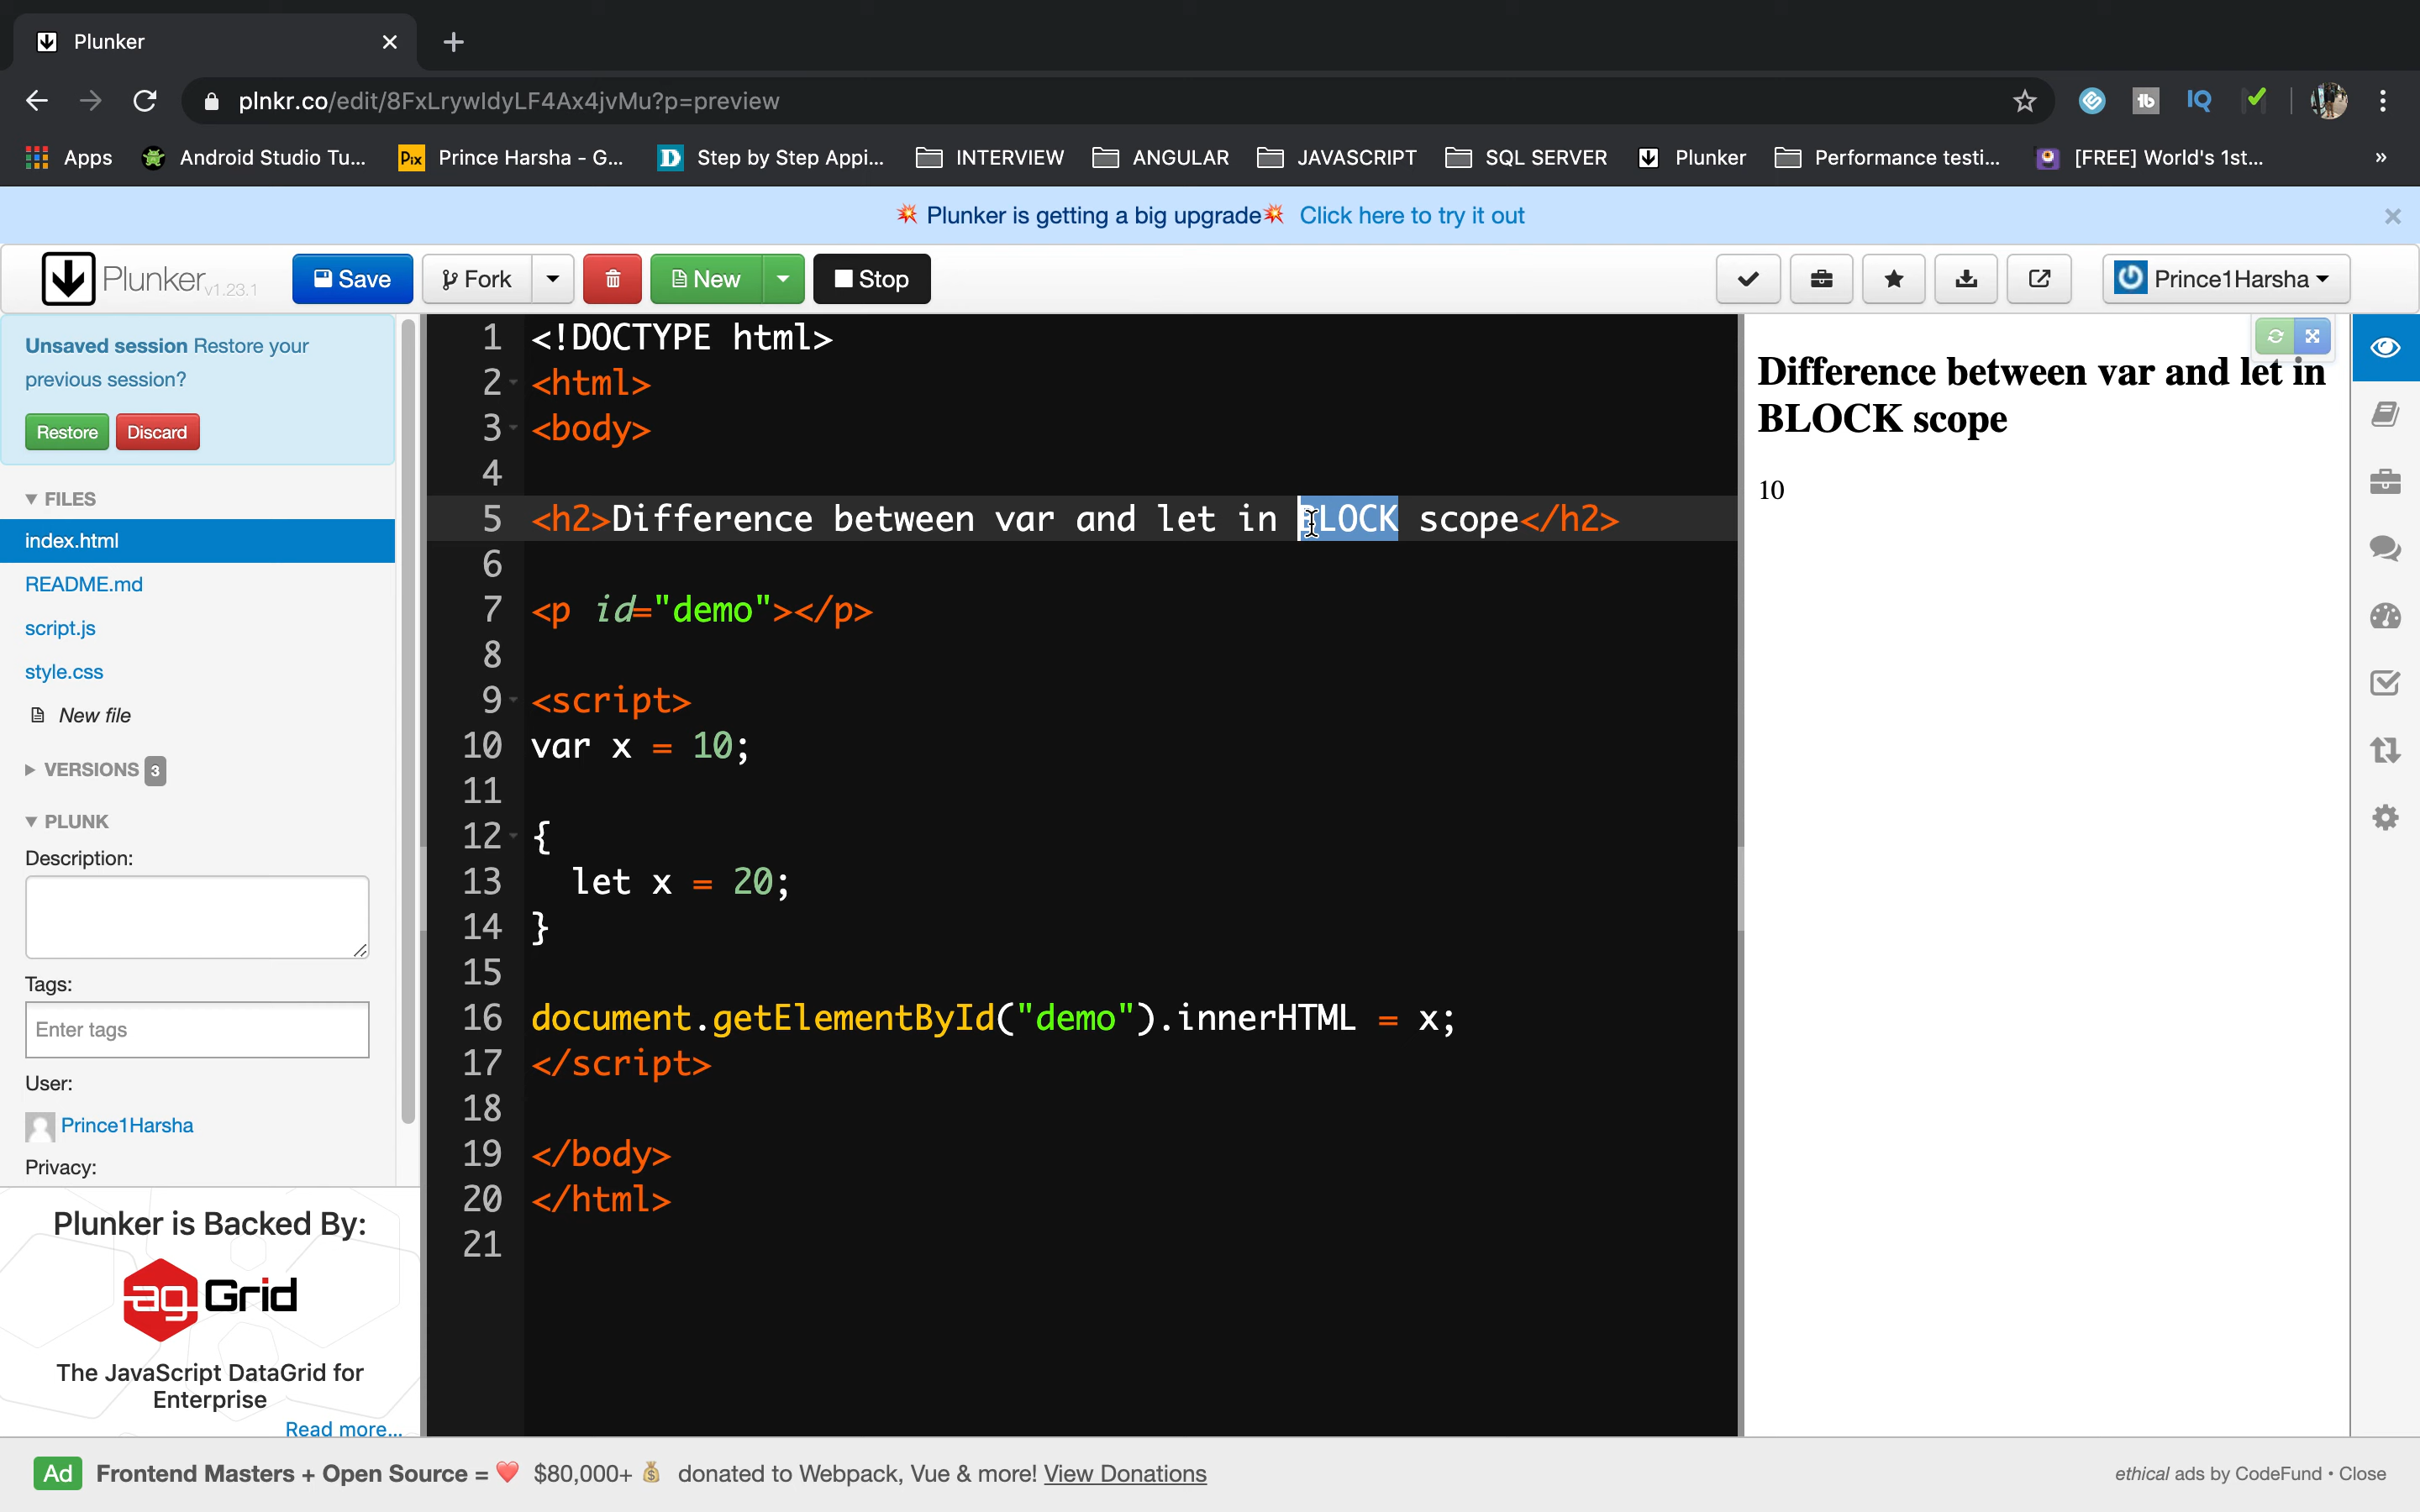 Plunker
plnkr.co/edit/8FxLrywIdyLF4Ax4jvMu?p=preview
Apps Android Studio Tu... Pix Prince Harsha - G... D Step by Step Appi... INTERVIEW ANGULAR JAVASCRIPT SQL SERVER Plunker Performance testi... [FREE] World's 1st... »
Plunker is getting a big upgrade Click here to try it out
Plunker v1.23.1 Save Fork New Stop Prince1Harsha
Unsaved session Restore your
previous session?
Restore Discard
FILES
index.html
README.md
script.js
style.css
New file
VERSIONS 3
PLUNK
Description:
Tags:
Enter tags
User:
Prince1Harsha
Privacy:
Plunker is Backed By:
ag Grid
The JavaScript DataGrid for
Enterprise
Read more...
1 <!DOCTYPE html>
2 <html>
3 <body>
4
5 <h2>Difference between var and let in BLOCK scope</h2>
6
7 <p id="demo"></p>
8
9 <script>
10 var x = 10;
11
12 {
13 let x = 20;
14 }
15
16 document.getElementById("demo").innerHTML = x;
17 </script>
18
19 </body>
20 </html>
21
Difference between var and let in
BLOCK scope
10
Ad Frontend Masters + Open Source = ❤️ $80,000+ 💰 donated to Webpack, Vue & more! View Donations
ethical ads by CodeFund • Close